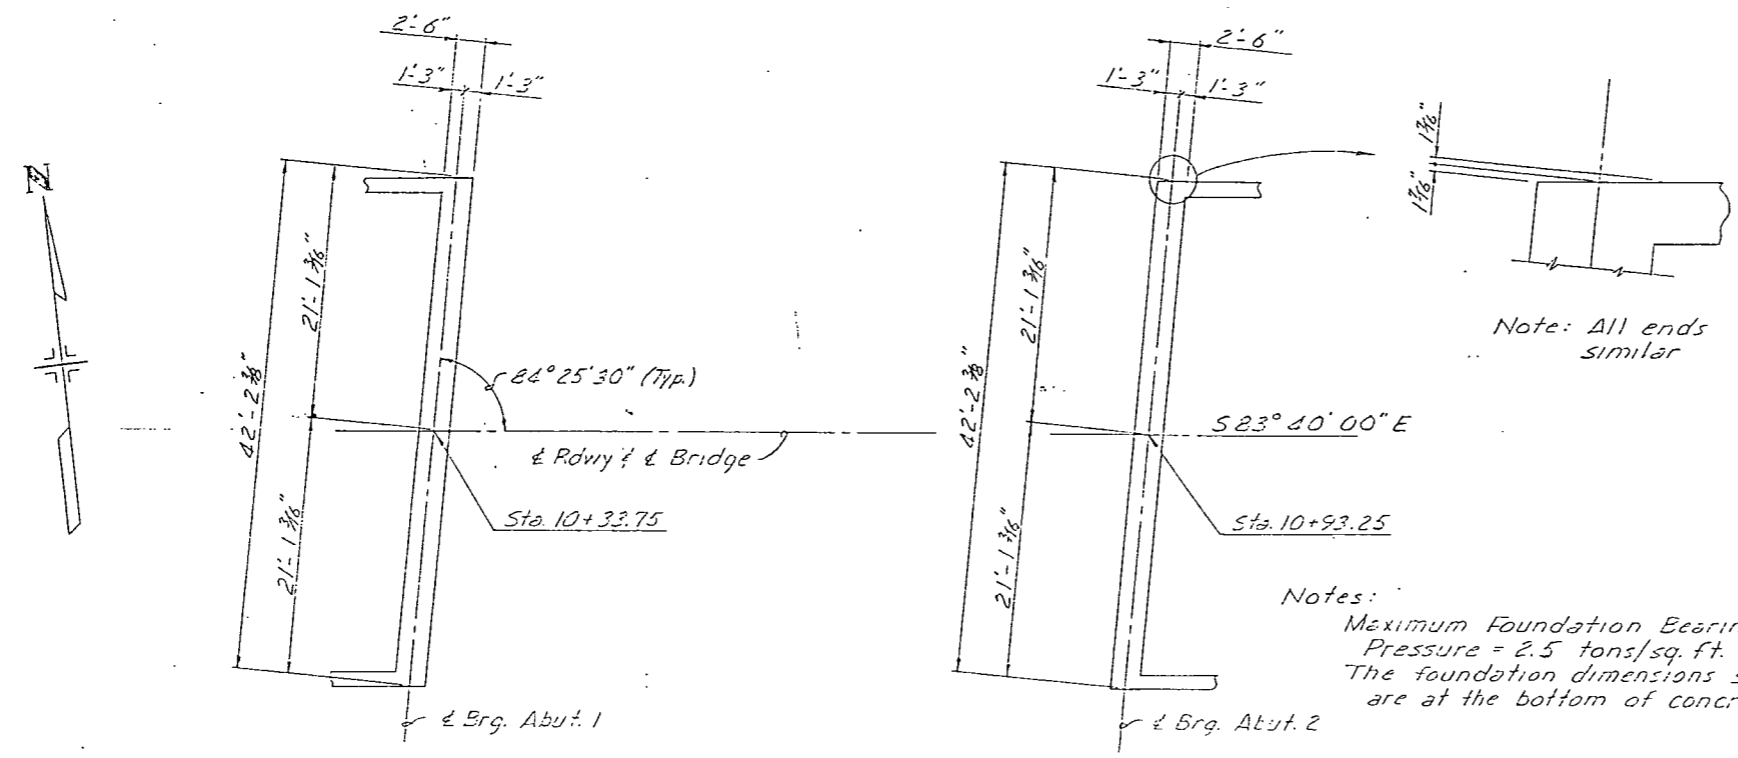 2'-6"
1'-3" 1'-3"
2'-6"
1'-3" 1'-3"
1 7/16"
1 7/16"
N
21'-1 3/16"
42'-2 3/8"
21'-1 3/16"
84°25'30" (Typ.)
℄ Rdwy & ℄ Bridge
Sta. 10+33.75
℄ Brg. Abut. 1
21'-1 3/16"
42'-2 3/8"
21'-1 3/16"
S 83° 40' 00" E
Sta. 10+93.25
℄ Brg. Abut. 2
Note: All ends
similar
Notes:
Maximum Foundation
Pressure = 2.5 tons/sq. ft.
The foundation dimensions
are at the bottom of